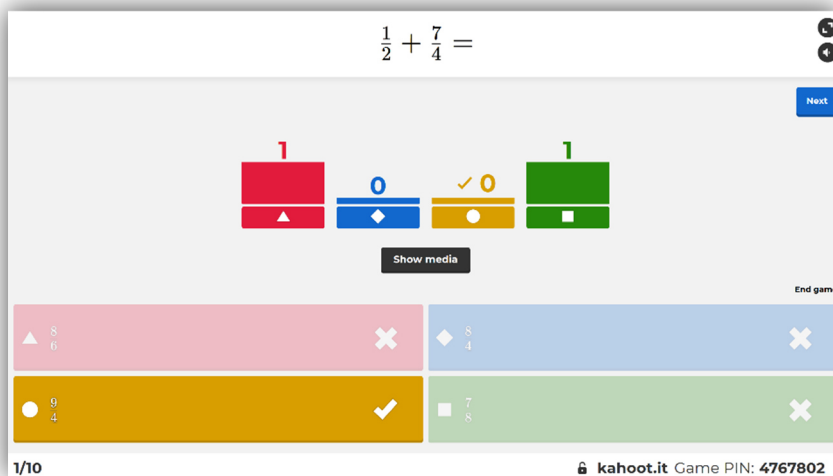 1/2 + 7/4 =
Next
1
0
0
1
Show media
End gam
8/6
8/4
9/4
7/8
1/10
kahoot.it Game PIN: 4767802